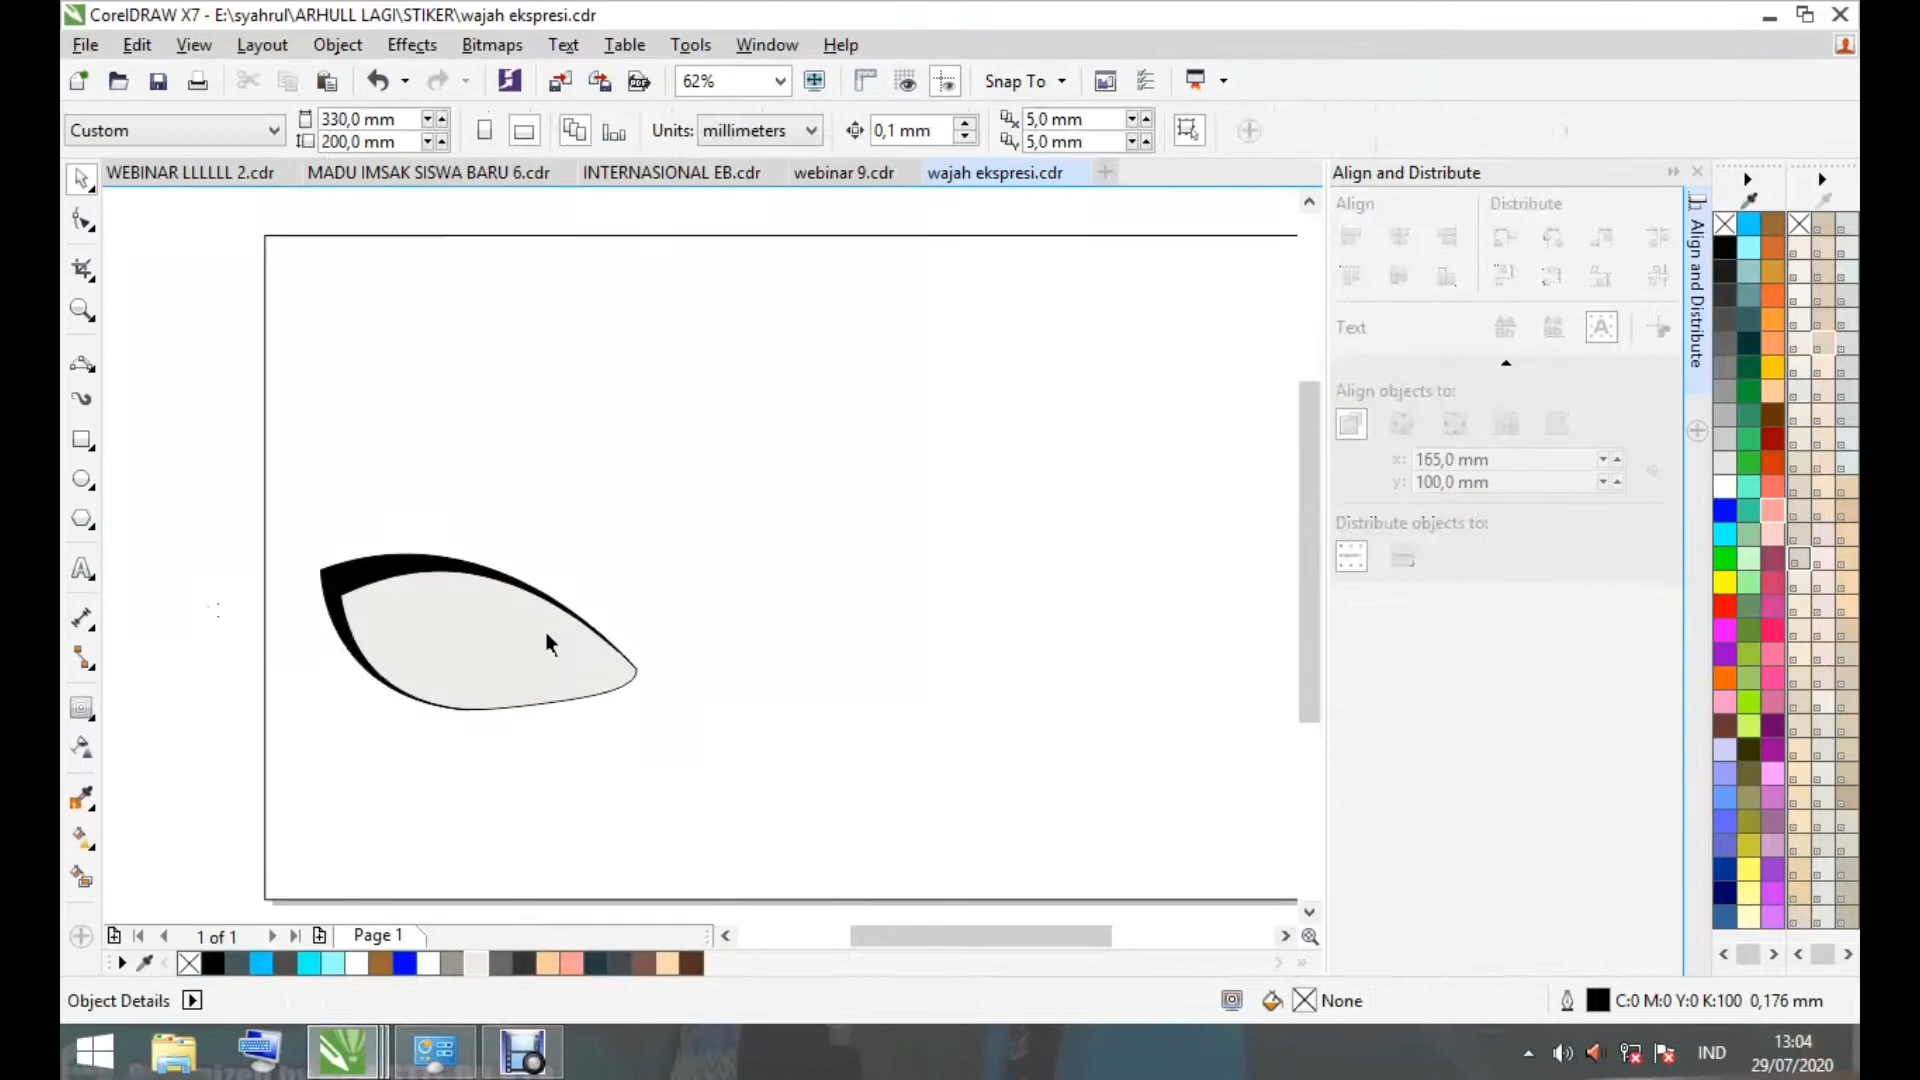 CorelDRAW X7 - E:\syahrul\ARHULL LAGI\STIKER\wajah ekspresi.cdr
File Edit View Layout Object Effects Bitmaps Text Table Tools Window Help
62% Snap To
Custom 330,0 mm 200,0 mm Units: millimeters 0,1 mm 5,0 mm 5,0 mm
WEBINAR LLLLLL 2.cdr MADU IMSAK SISWA BARU 6.cdr INTERNASIONAL EB.cdr webinar 9.cdr wajah ekspresi.cdr
Align and Distribute
Align Distribute
Align and Distribute
Text
Align objects to:
x: 165,0 mm
y: 100,0 mm
Distribute objects to:
1 of 1 Page 1
Object Details None C:0 M:0 Y:0 K:100 0,176 mm
IND
13:04
29/07/2020